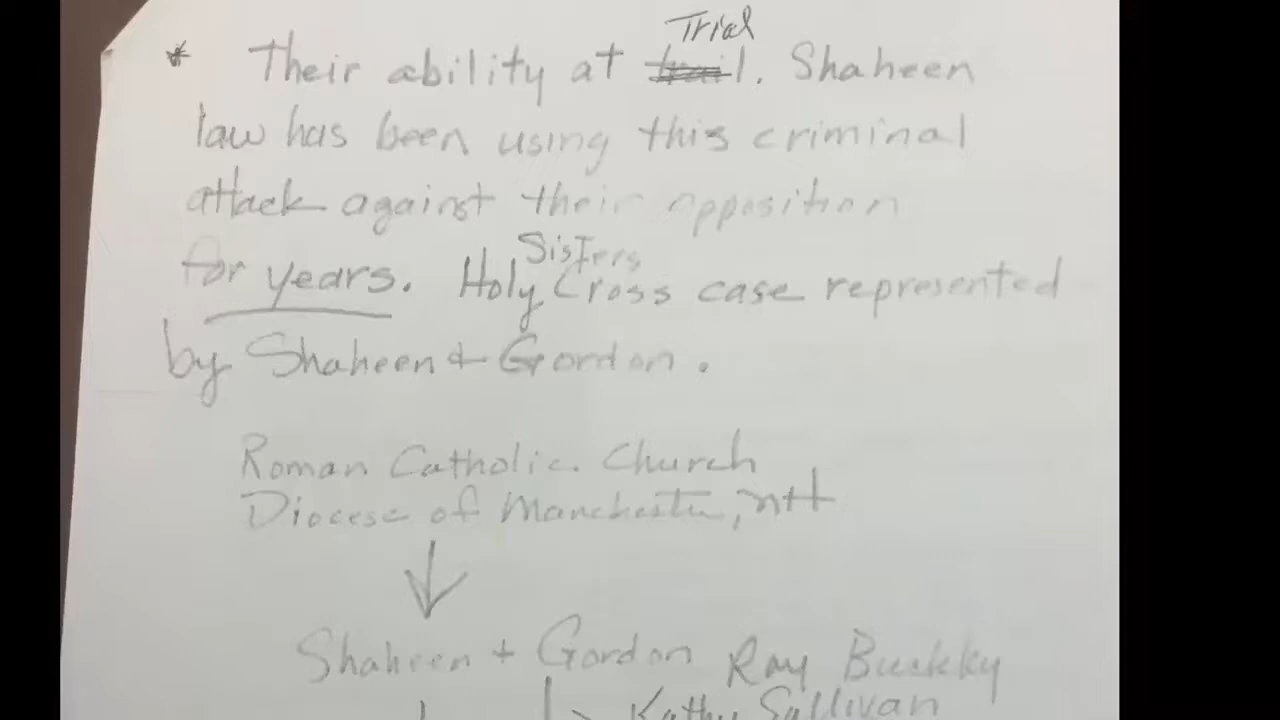 * Their ability at Trial. Shaheen
law has been using this criminal
attack against their opposition
for years. Holy Sisters Cross case represented
by Shaheen + Gordon.
Roman Catholic. Church
Diocese of Manchester, NH
Shaheen + Gordon Ray Buckky
Kathy Sullivan